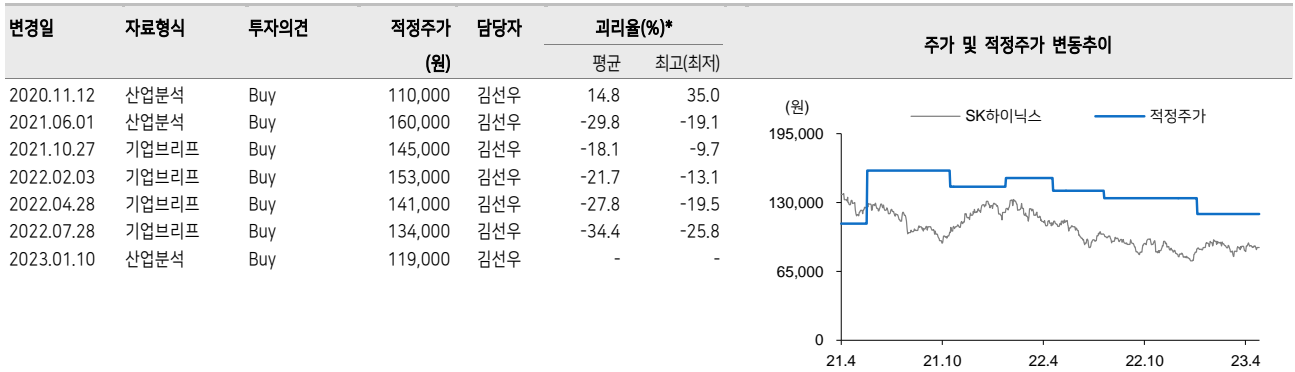 변경일 자료형식 투자의견 적정주가 담당자 괴리율(%)* 주가 및 적정주가 변동추이
(원) 평균 최고(최저)
2020.11.12 산업분석 Buy 110,000 김선우 14.8 35.0
2021.06.01 산업분석 Buy 160,000 김선우 -29.8 -19.1
2021.10.27 기업브리프 Buy 145,000 김선우 -18.1 -9.7
2022.02.03 기업브리프 Buy 153,000 김선우 -21.7 -13.1
2022.04.28 기업브리프 Buy 141,000 김선우 -27.8 -19.5
2022.07.28 기업브리프 Buy 134,000 김선우 -34.4 -25.8
2023.01.10 산업분석 Buy 119,000 김선우 - -
(원)
SK하이닉스 적정주가
195,000
130,000
65,000
0
21.4 21.10 22.4 22.10 23.4